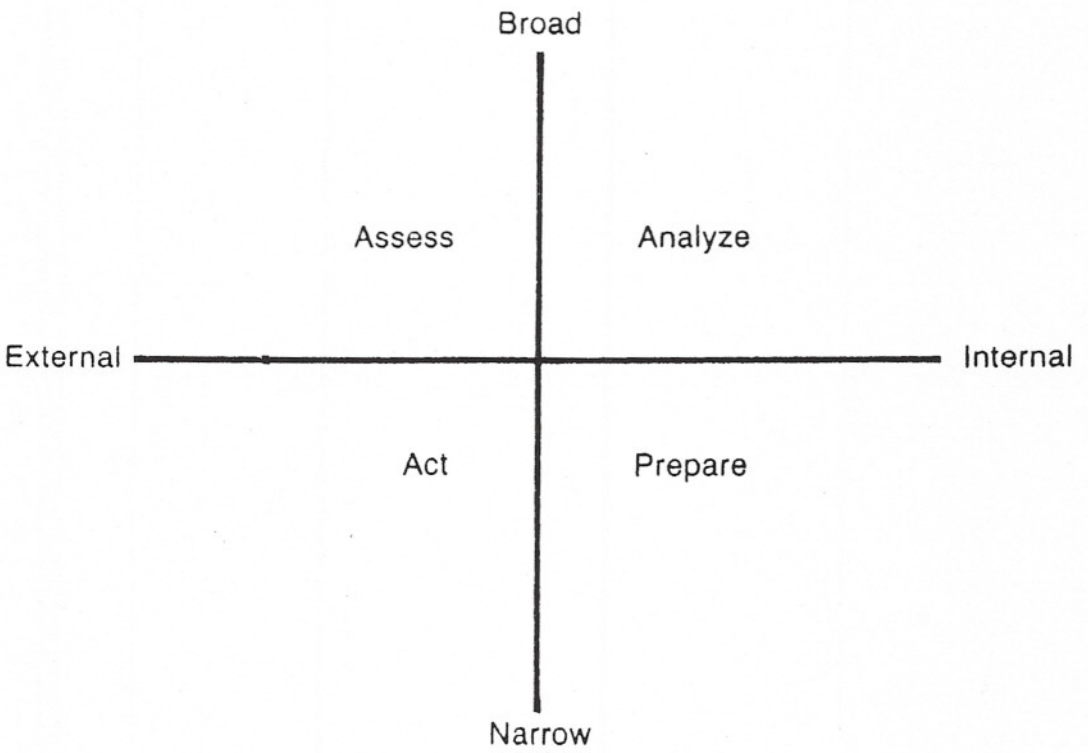 Broad
Assess Analyze
External Internal
Act Prepare
Narrow